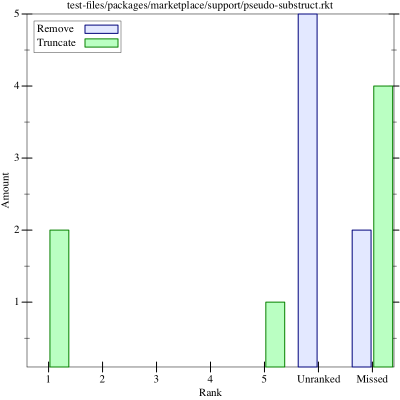 test-files/packages/marketplace/support/pseudo-substruct.rkt
Remove
Truncate
5
4
3
2
1
Amount
1 2 3 4 5 Unranked Missed
Rank